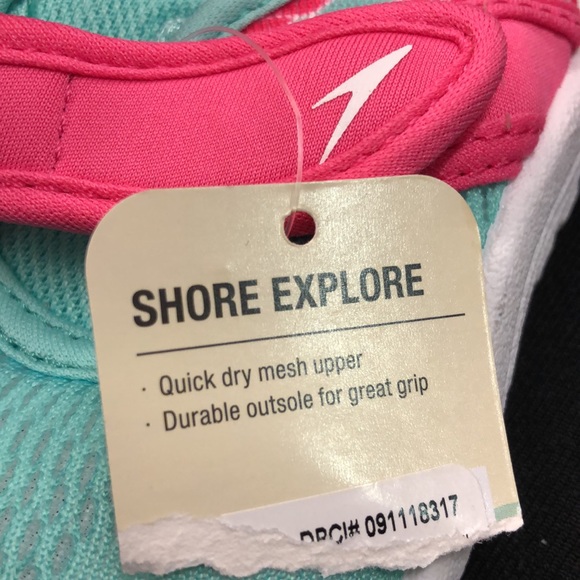 SHORE EXPLORE
· Quick dry mesh upper
· Durable outsole for great grip
DPCI# 091118317